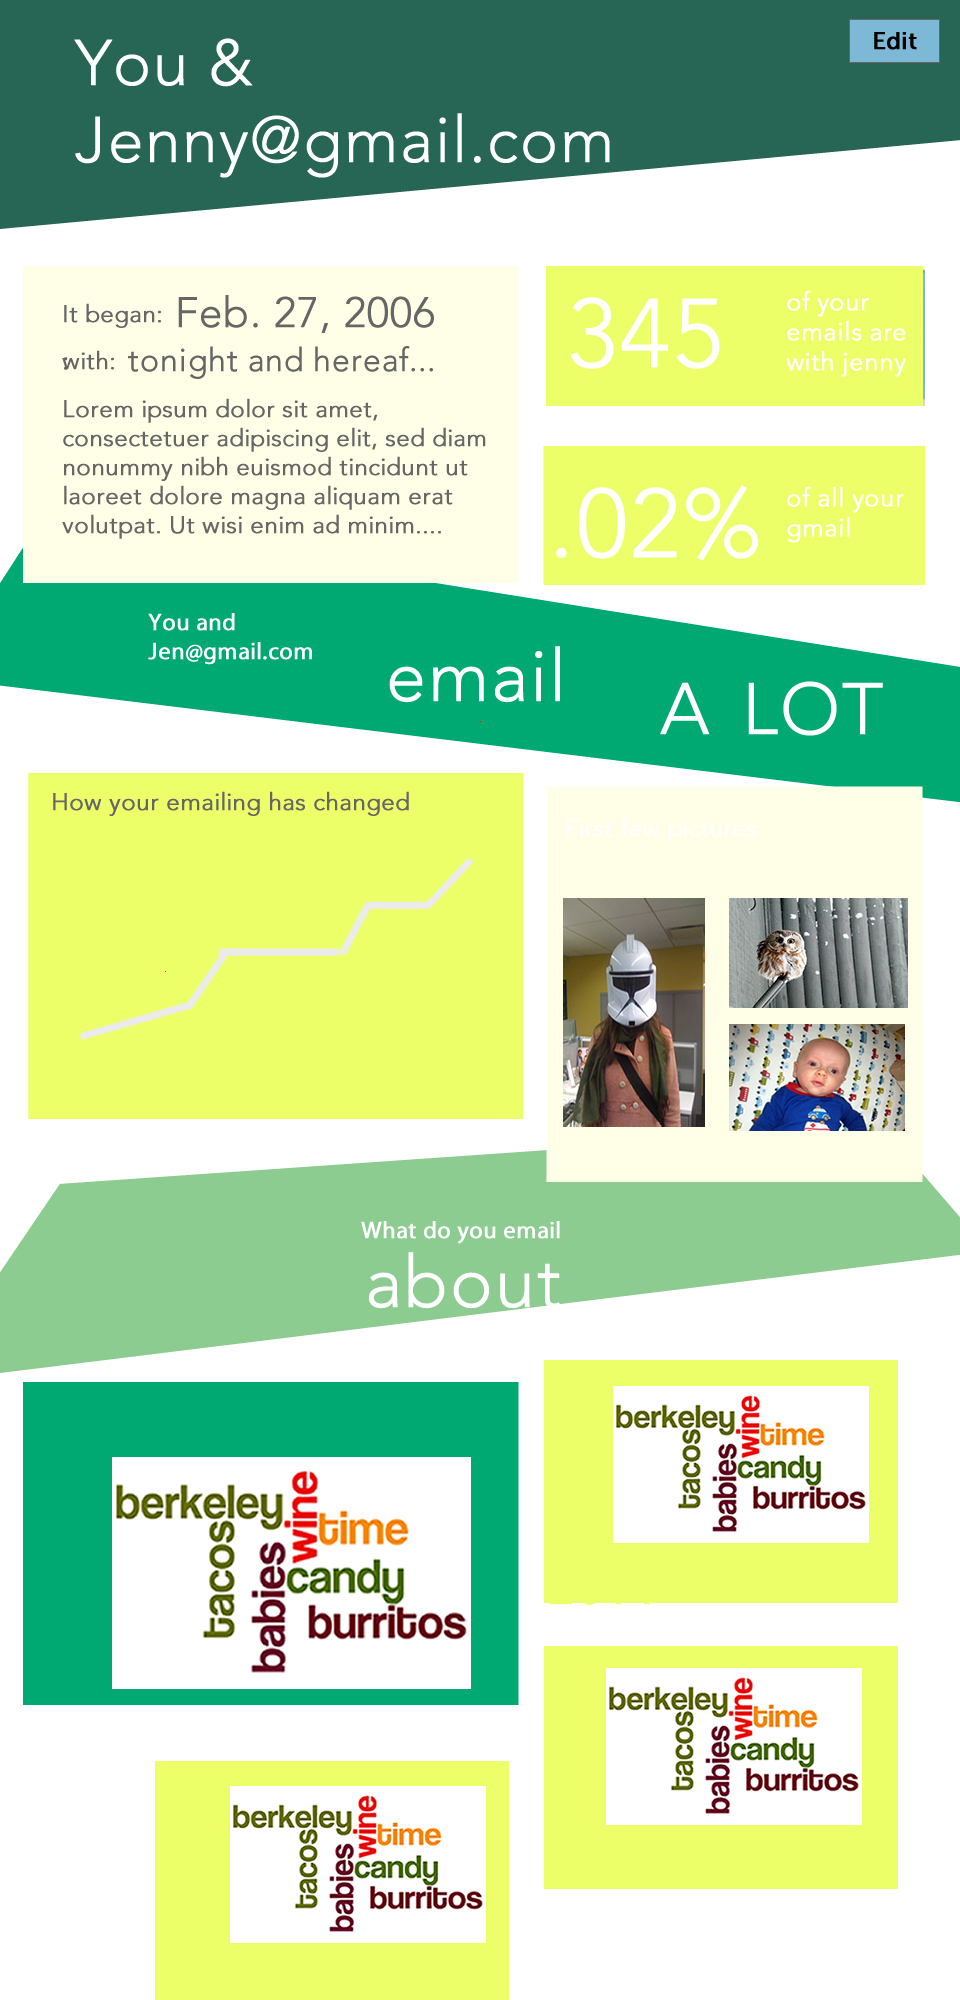 You &
Jenny@gmail.com
Edit
It began: Feb. 27, 2006
with: tonight and hereaf...
Lorem ipsum dolor sit amet,
consectetuer adipiscing elit, sed diam
nonummy nibh euismod tincidunt ut
laoreet dolore magna aliquam erat
volutpat. Ut wisi enim ad minim....
345
of your
emails are
with jenny
.02%
of all your
gmail
You and
Jen@gmail.com
email
A LOT
How your emailing has changed
First few pictures
What do you email
about
berkeley
wine
time
tacos
babies
candy
burritos
berkeley
wine
time
tacos
babies
candy
burritos
berkeley
wine
time
tacos
babies
candy
burritos
berkeley
wine
time
tacos
babies
candy
burritos